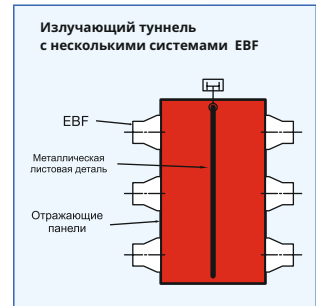 Излучающий туннель
с несколькими системами EBF
EBF
Металлическая
листовая деталь
Отражающие
панели